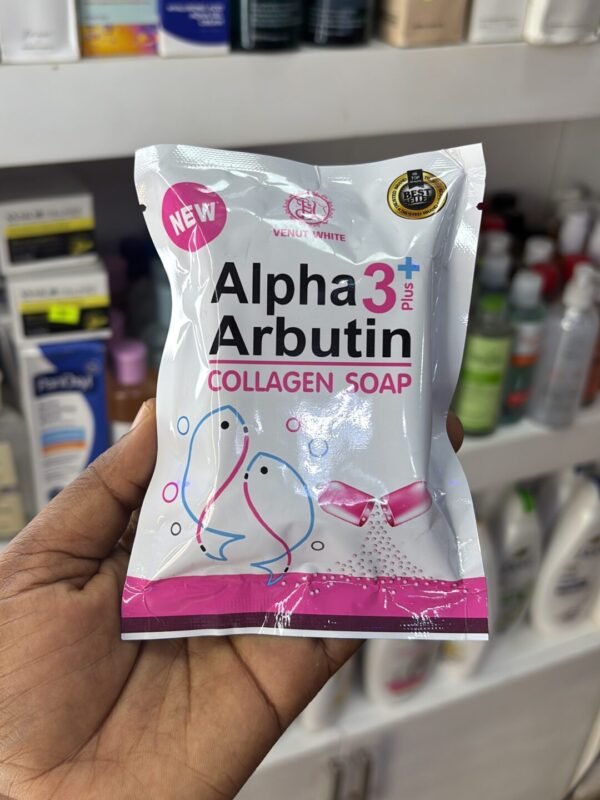 NEW
VENUT WHITE
BEST
Alpha 3+
Plus
Arbutin
COLLAGEN SOAP